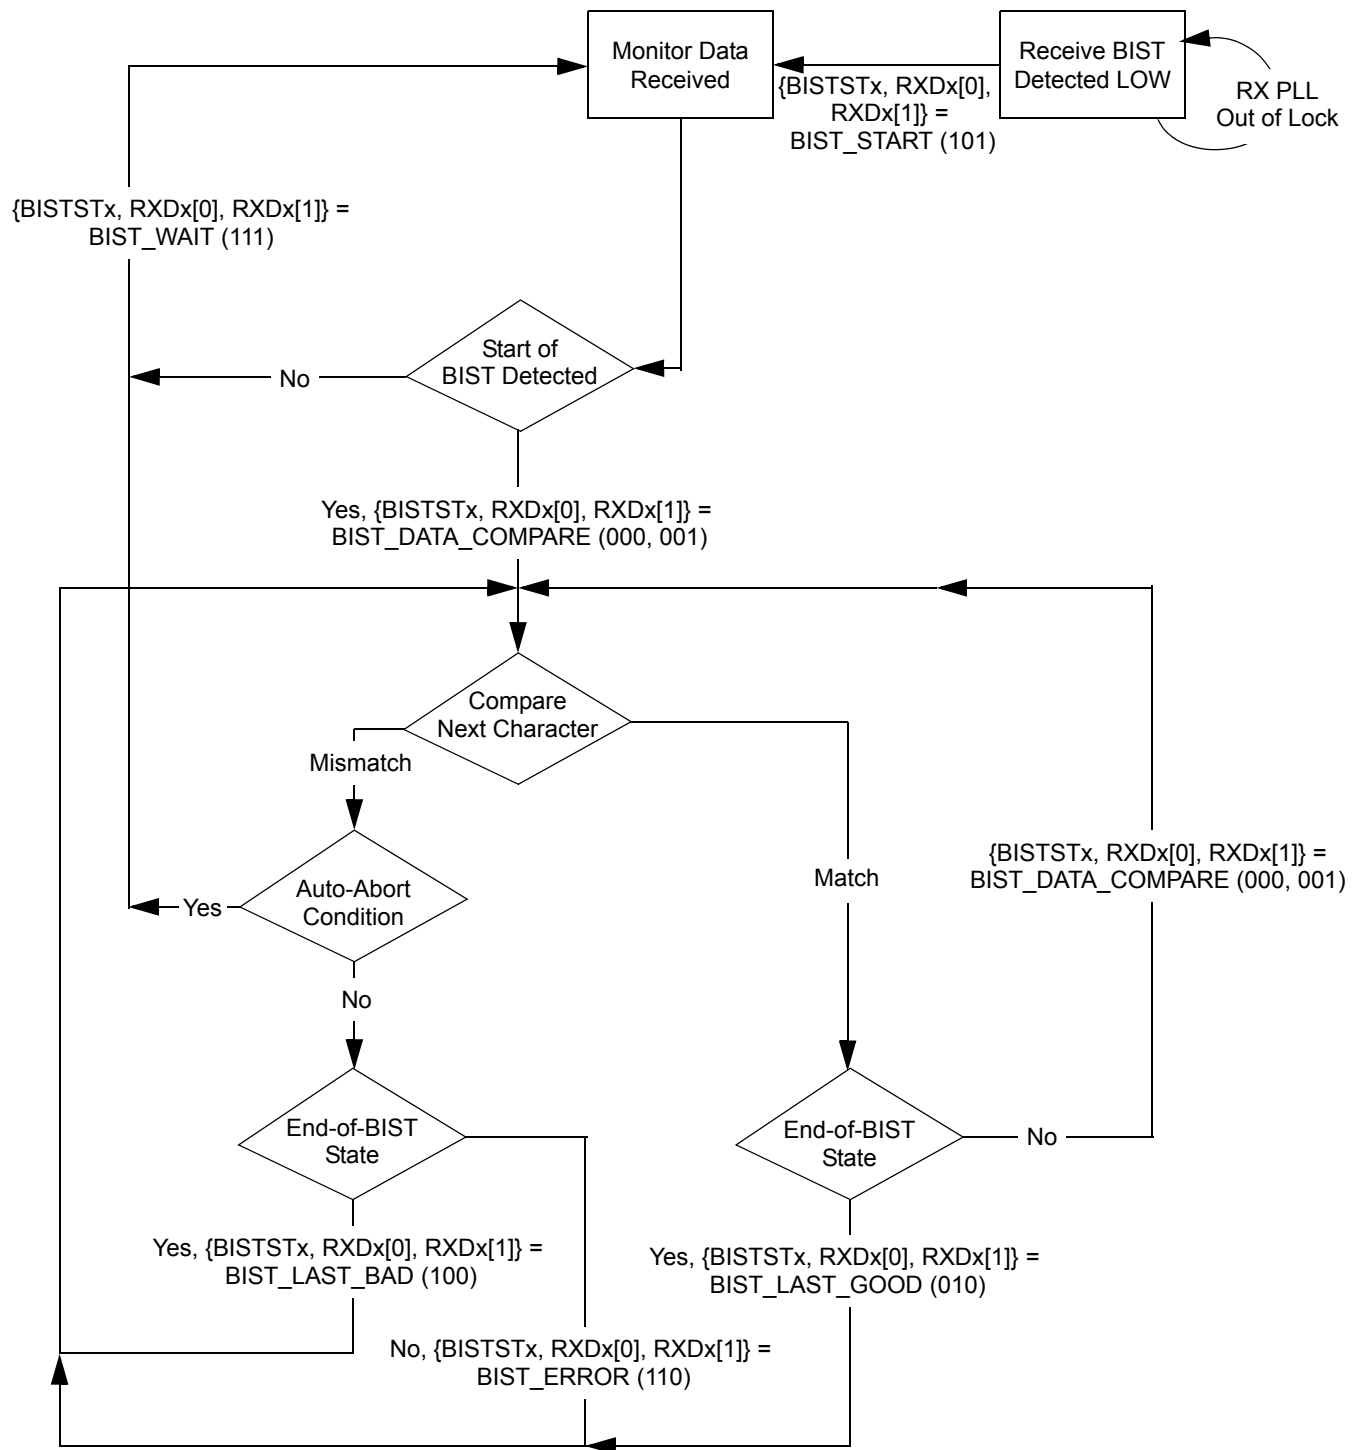 Monitor Data
Received
Receive BIST
Detected LOW
RX PLL
Out of Lock
{BISTSTx, RXDx[0],
RXDx[1]} =
BIST_START (101)
{BISTSTx, RXDx[0], RXDx[1]} =
BIST_WAIT (111)
Start of
BIST Detected
No
Yes, {BISTSTx, RXDx[0], RXDx[1]} =
BIST_DATA_COMPARE (000, 001)
Compare
Next Character
Mismatch
Auto-Abort
Condition
Yes
Match
{BISTSTx, RXDx[0], RXDx[1]} =
BIST_DATA_COMPARE (000, 001)
No
End-of-BIST
State
End-of-BIST
State
No
Yes, {BISTSTx, RXDx[0], RXDx[1]} =
BIST_LAST_BAD (100)
Yes, {BISTSTx, RXDx[0], RXDx[1]} =
BIST_LAST_GOOD (010)
No, {BISTSTx, RXDx[0], RXDx[1]} =
BIST_ERROR (110)